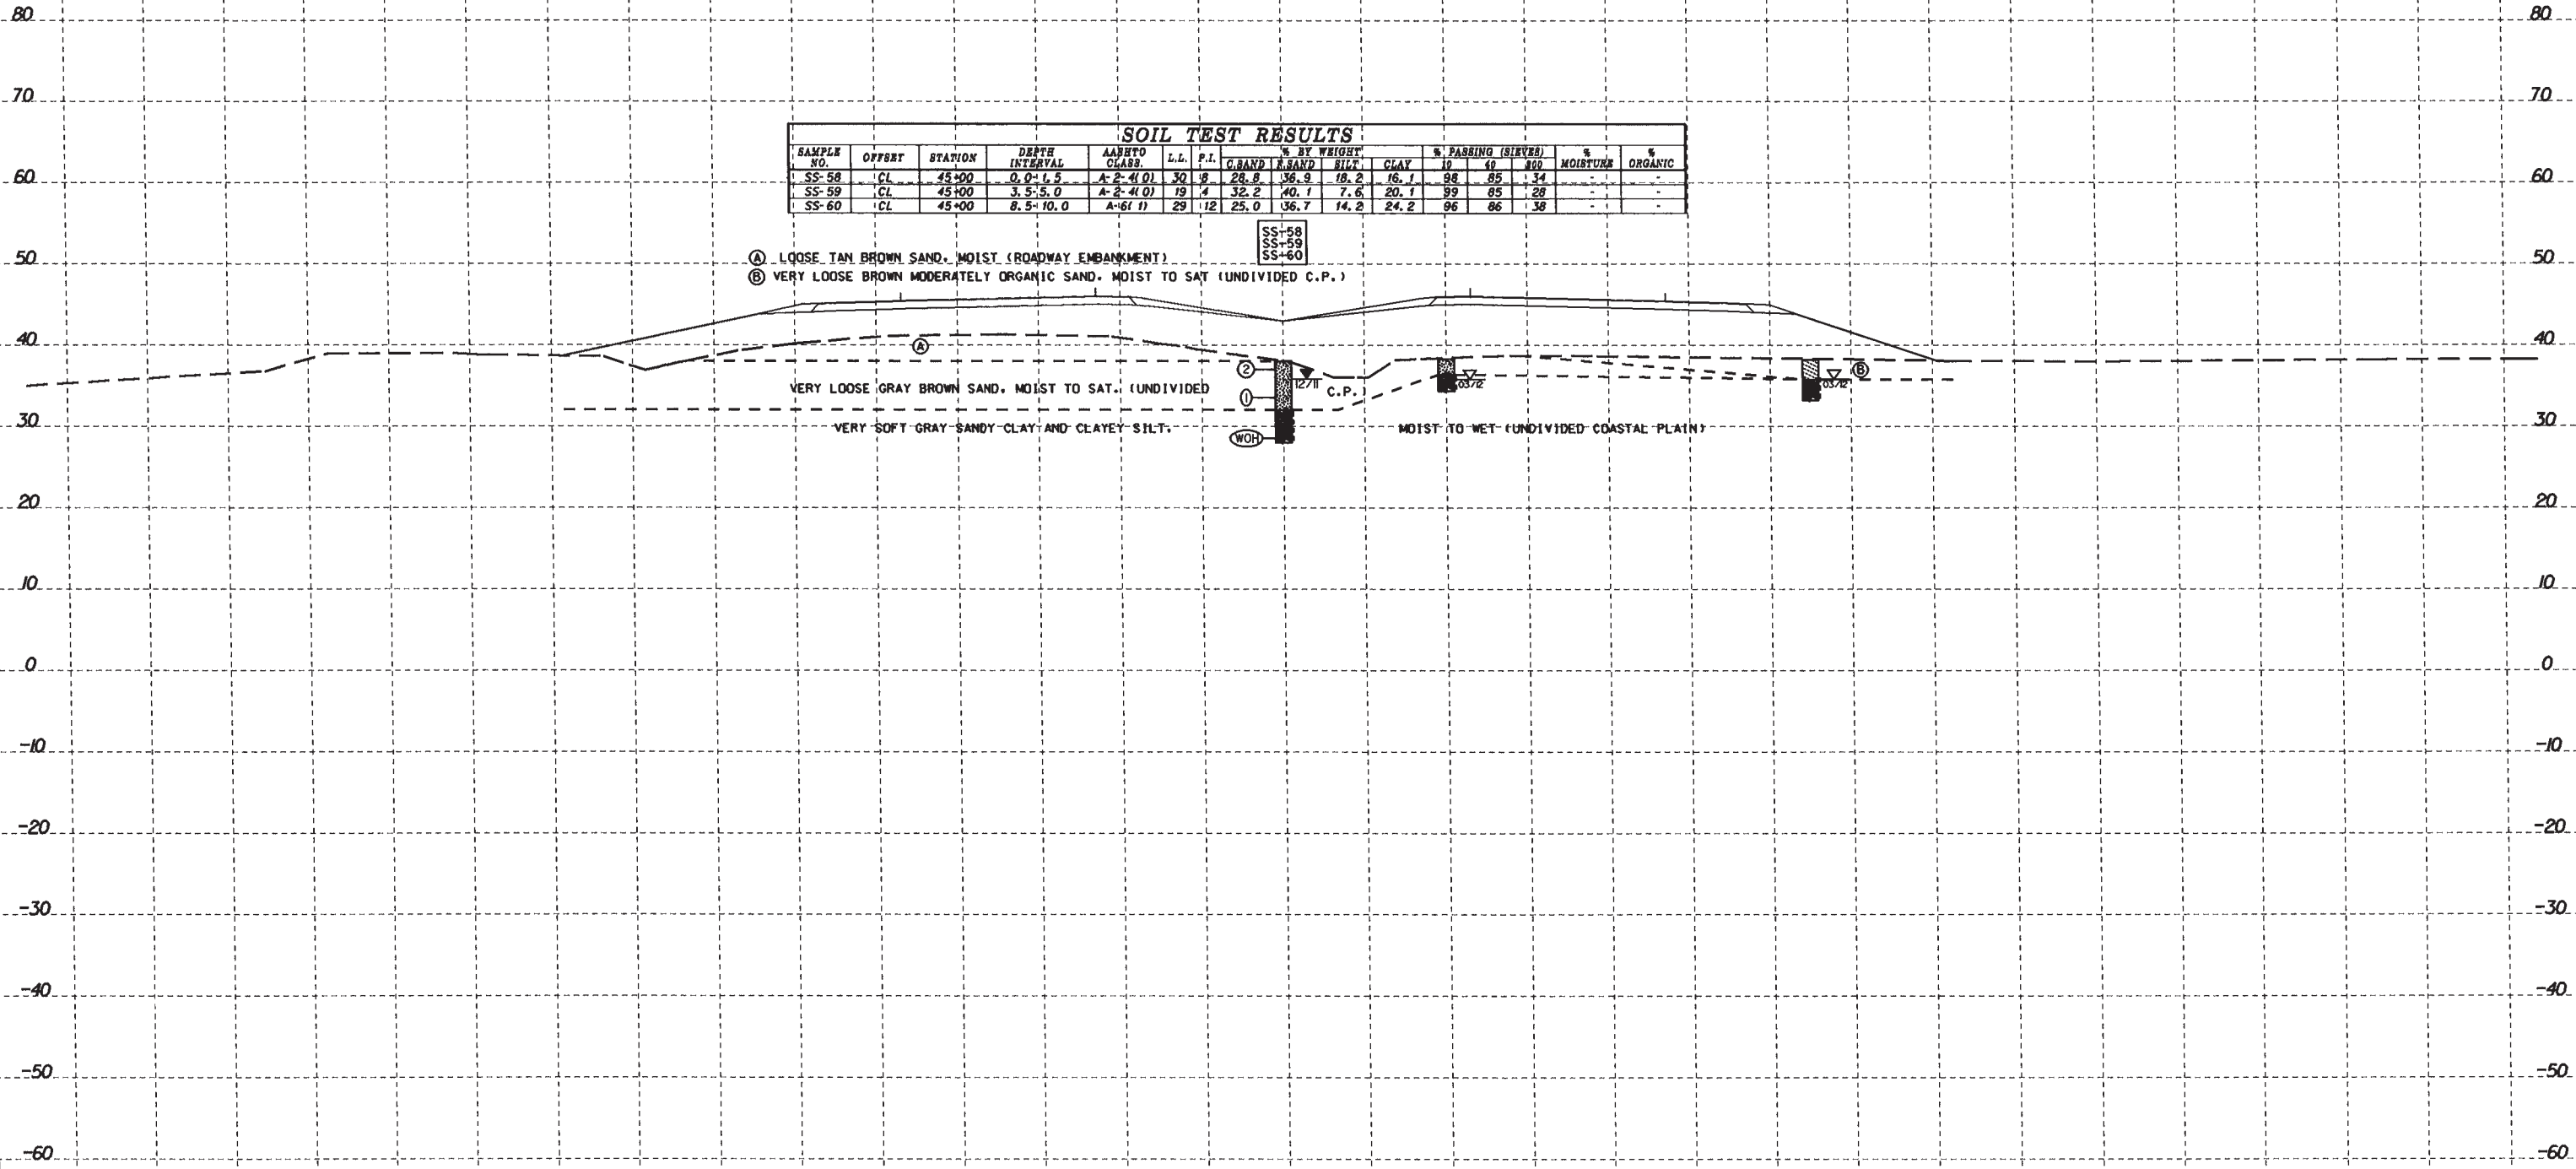 80 80
70 70
SOIL TEST RESULTS
SAMPLE NO. OFFSET STATION DEPTH INTERVAL AASHTO CLASS. L.L. P.I. % BY WEIGHT C.SAND F.SAND SILT CLAY % PASSING (SIEVES) 10 40 200 % MOISTURE % ORGANIC
SS-58 CL 45+00 0.0-1.5 A-2-4(0) 30 8 28.8 36.9 18.2 16.1 98 85 34 - -
SS-59 CL 45+00 3.5-5.0 A-2-4(0) 19 4 32.2 40.1 7.6 20.1 99 85 28 - -
SS-60 CL 45+00 8.5-10.0 A-6(1) 29 12 25.0 36.7 14.2 24.2 96 86 38 - -
60 60
SS-58
SS-59
SS-60
A LOOSE TAN BROWN SAND. MOIST (ROADWAY EMBANKMENT)
50 50
B VERY LOOSE BROWN MODERATELY ORGANIC SAND. MOIST TO SAT (UNDIVIDED C.P.)
40 40
A
2 B
12/11 03/12 03/12
VERY LOOSE GRAY BROWN SAND. MOIST TO SAT. (UNDIVIDED C.P.)
1
30 30
VERY SOFT GRAY SANDY CLAY AND CLAYEY SILT. MOIST TO WET (UNDIVIDED COASTAL PLAIN)
WOH
20 20
10 10
0 0
-10 -10
-20 -20
-30 -30
-40 -40
-50 -50
-60 -60